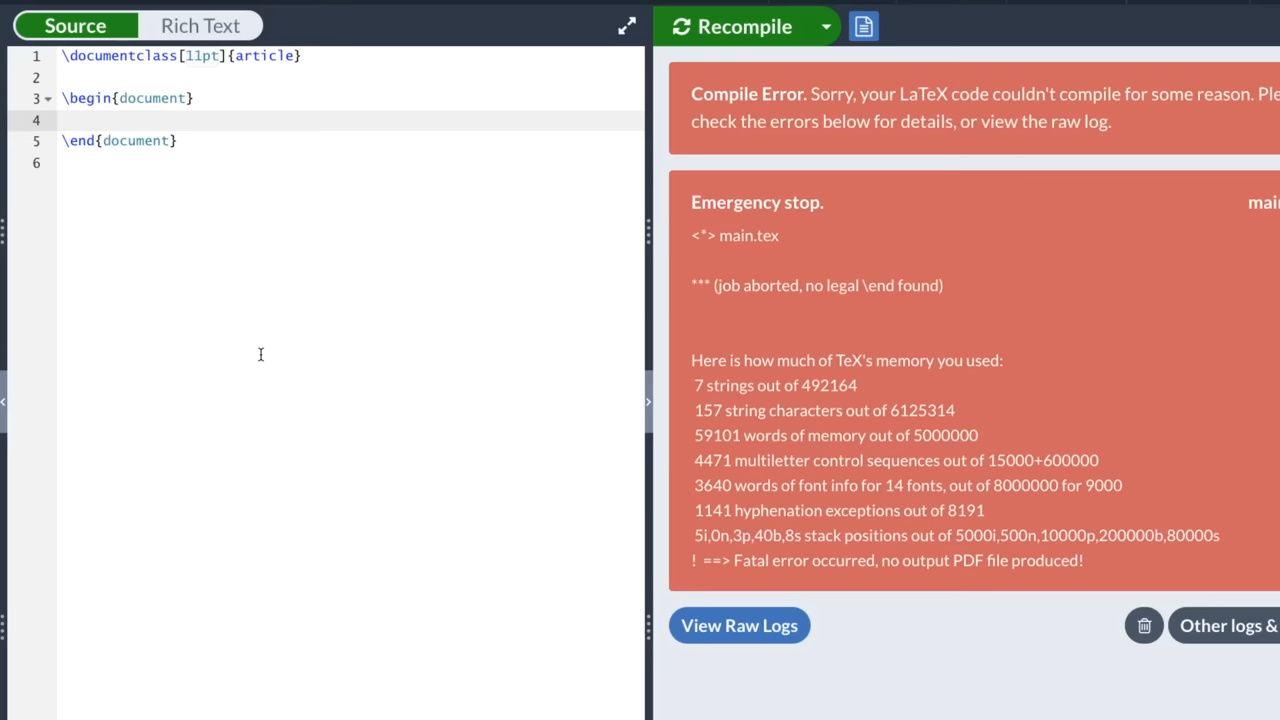 Source Rich Text
Recompile
1 \documentclass[11pt]{article}
2
3 \begin{document}
4
5 \end{document}
6
Compile Error. Sorry, your LaTeX code couldn't compile for some reason. Ple
check the errors below for details, or view the raw log.
Emergency stop. main
<*> main.tex
*** (job aborted, no legal \end found)
Here is how much of TeX's memory you used:
7 strings out of 492164
157 string characters out of 6125314
59101 words of memory out of 5000000
4471 multiletter control sequences out of 15000+600000
3640 words of font info for 14 fonts, out of 8000000 for 9000
1141 hyphenation exceptions out of 8191
5i,0n,3p,40b,8s stack positions out of 5000i,500n,10000p,200000b,80000s
! ==> Fatal error occurred, no output PDF file produced!
View Raw Logs
Other logs &